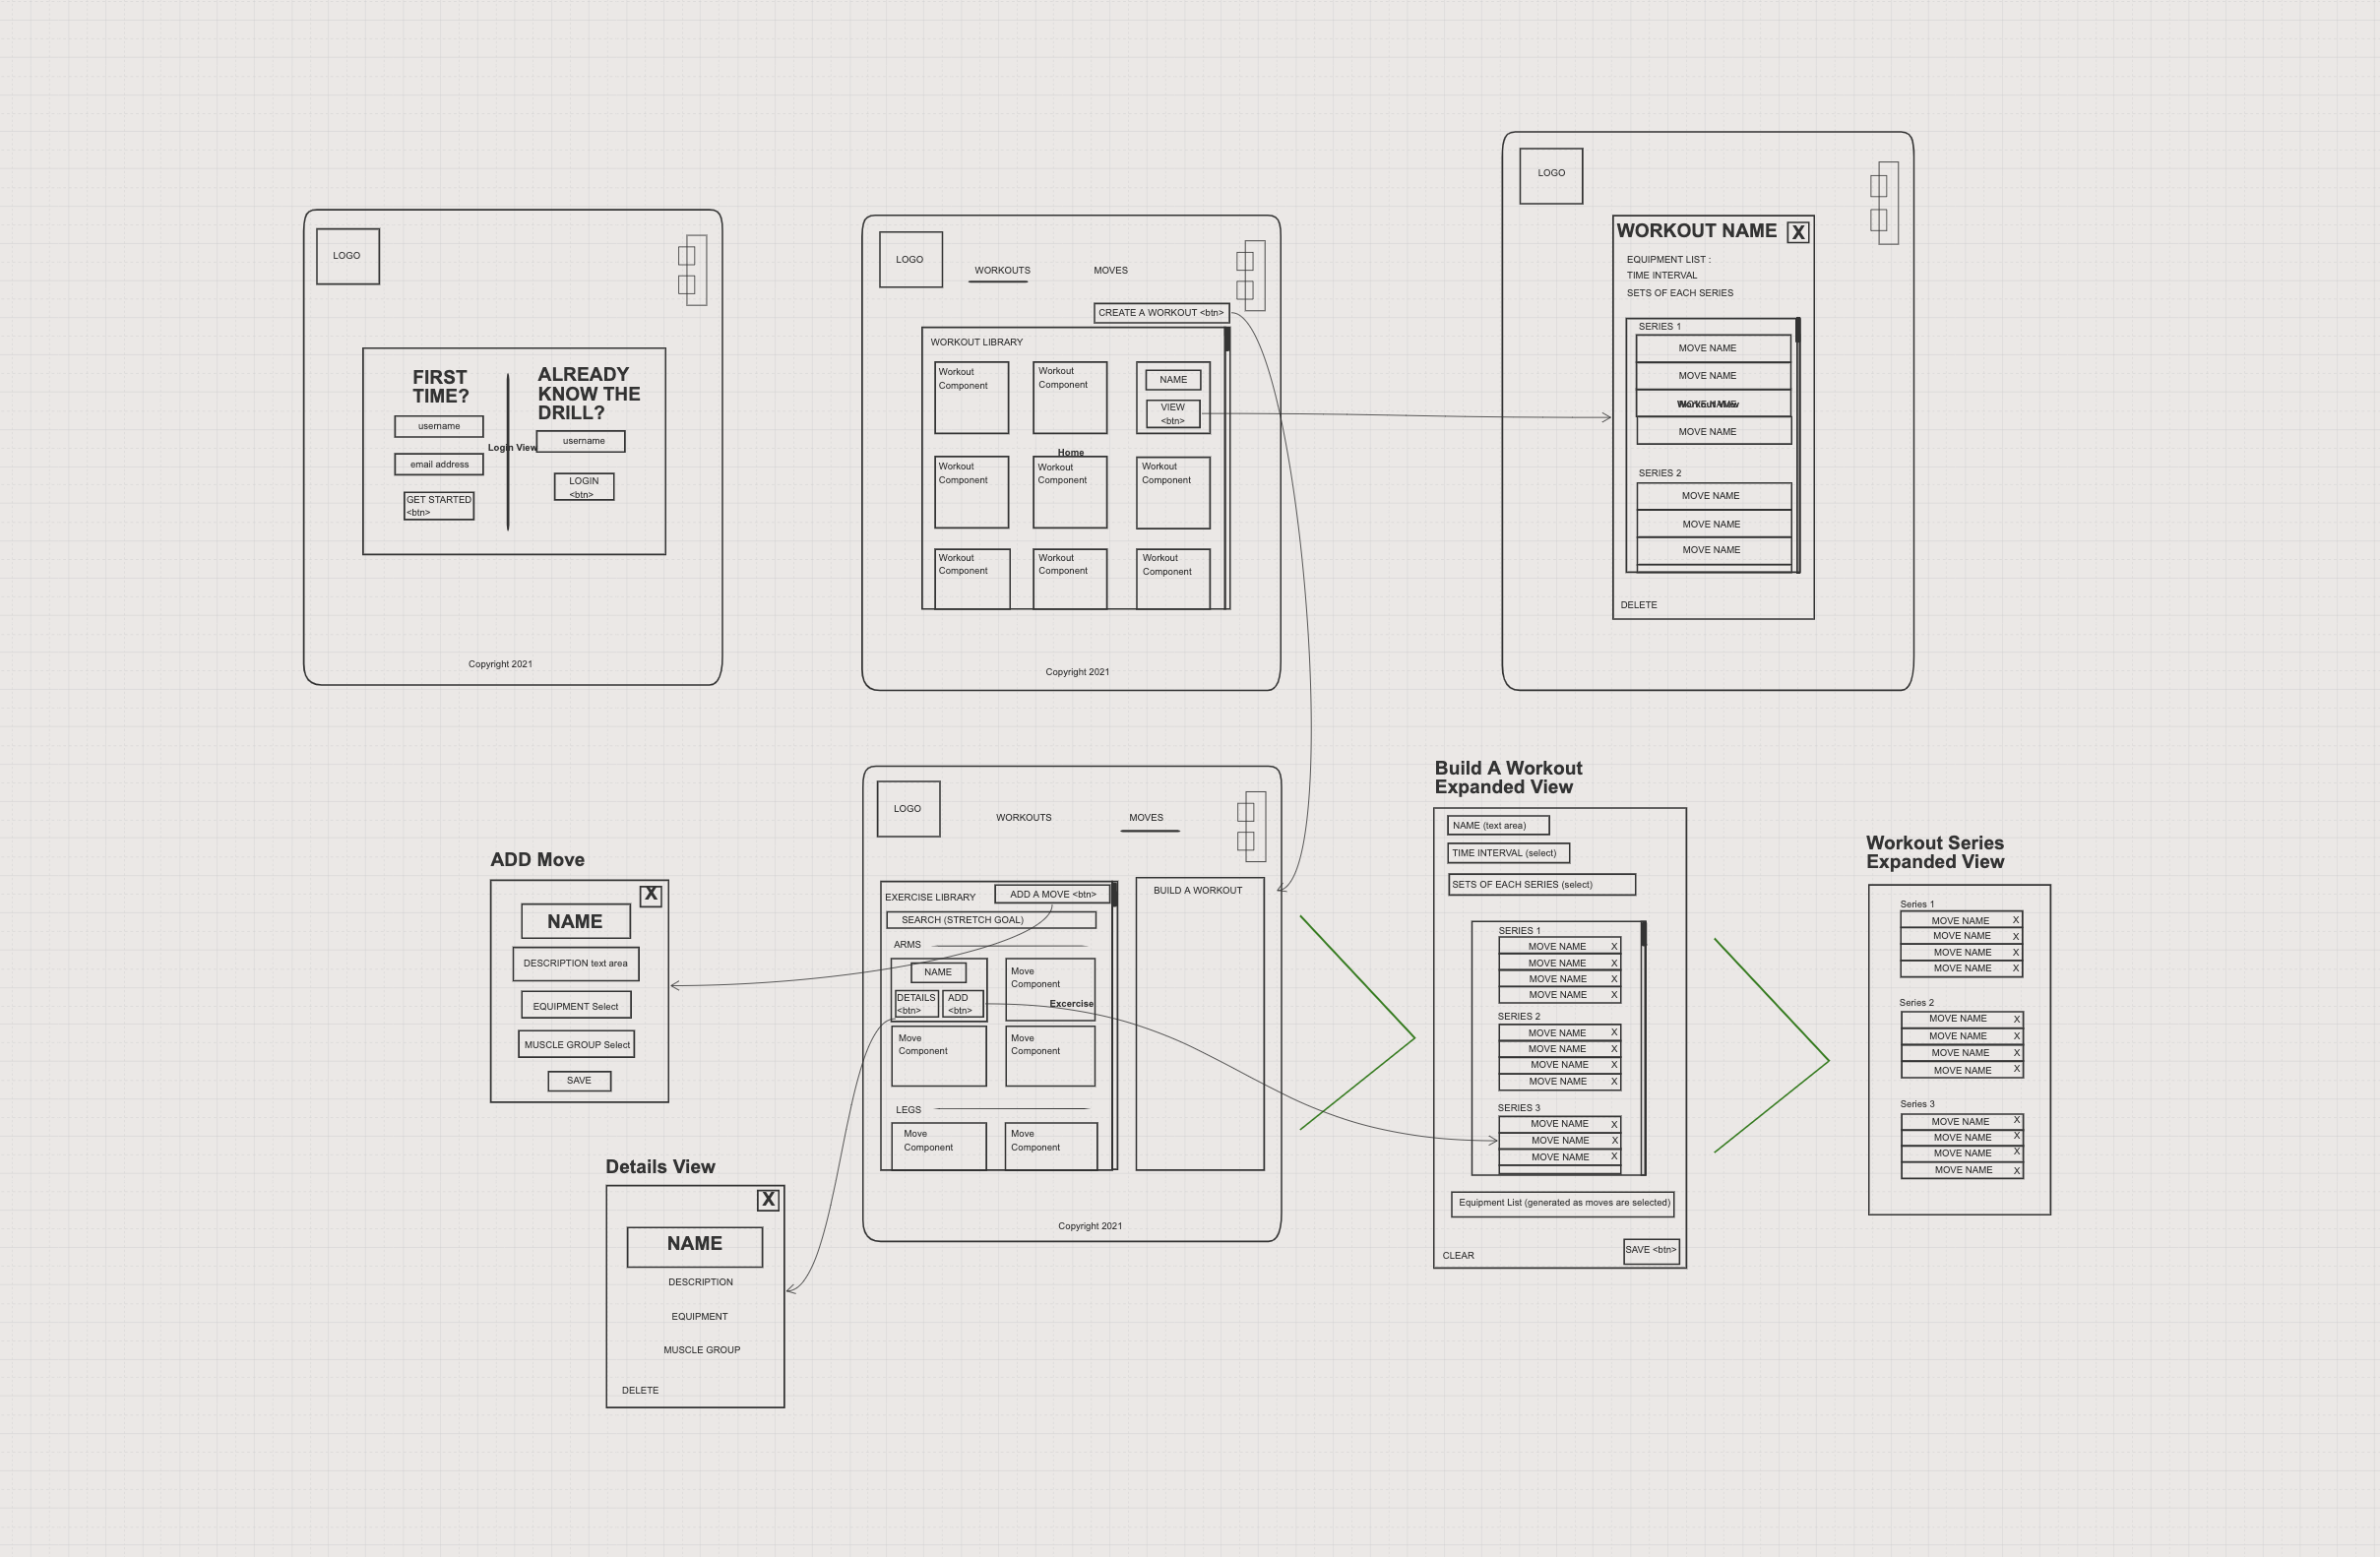 LOGO
FIRST
TIME?
username
email address
GET STARTED
<btn>
Login View
ALREADY
KNOW THE
DRILL?
username
LOGIN
<btn>
Copyright 2021
LOGO
WORKOUTS
MOVES
CREATE A WORKOUT <btn>
WORKOUT LIBRARY
Workout
Component
Workout
Component
NAME
VIEW
<btn>
Home
Workout
Component
Workout
Component
Workout
Component
Workout
Component
Workout
Component
Workout
Component
Copyright 2021
LOGO
WORKOUT NAME
X
EQUIPMENT LIST :
TIME INTERVAL
SETS OF EACH SERIES
SERIES 1
MOVE NAME
MOVE NAME
MOVE NAME
Workout View
MOVE NAME
SERIES 2
MOVE NAME
MOVE NAME
MOVE NAME
DELETE
ADD Move
X
NAME
DESCRIPTION text area
EQUIPMENT Select
MUSCLE GROUP Select
SAVE
Details View
X
NAME
DESCRIPTION
EQUIPMENT
MUSCLE GROUP
DELETE
LOGO
WORKOUTS
MOVES
EXERCISE LIBRARY
ADD A MOVE <btn>
SEARCH (STRETCH GOAL)
ARMS
NAME
DETAILS
<btn>
ADD
<btn>
Move
Component
Excercise
Move
Component
Move
Component
LEGS
Move
Component
Move
Component
BUILD A WORKOUT
Copyright 2021
Build A Workout
Expanded View
NAME (text area)
TIME INTERVAL (select)
SETS OF EACH SERIES (select)
SERIES 1
MOVE NAME X
MOVE NAME X
MOVE NAME X
MOVE NAME X
SERIES 2
MOVE NAME X
MOVE NAME X
MOVE NAME X
MOVE NAME X
SERIES 3
MOVE NAME X
MOVE NAME X
MOVE NAME X
Equipment List (generated as moves are selected)
CLEAR
SAVE <btn>
Workout Series
Expanded View
Series 1
MOVE NAME X
MOVE NAME X
MOVE NAME X
MOVE NAME X
Series 2
MOVE NAME X
MOVE NAME X
MOVE NAME X
MOVE NAME X
Series 3
MOVE NAME X
MOVE NAME X
MOVE NAME X
MOVE NAME X